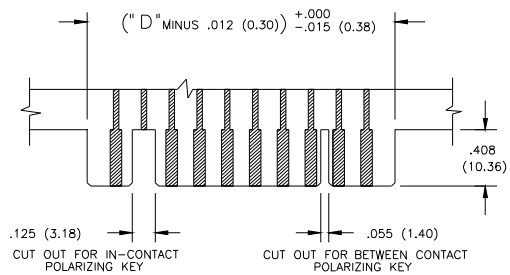 ("D" MINUS .012 (0.30)) +.000
-.015 (0.38)
.408
(10.36)
.125 (3.18)
.055 (1.40)
CUT OUT FOR IN-CONTACT
POLARIZING KEY
CUT OUT FOR BETWEEN CONTACT
POLARIZING KEY